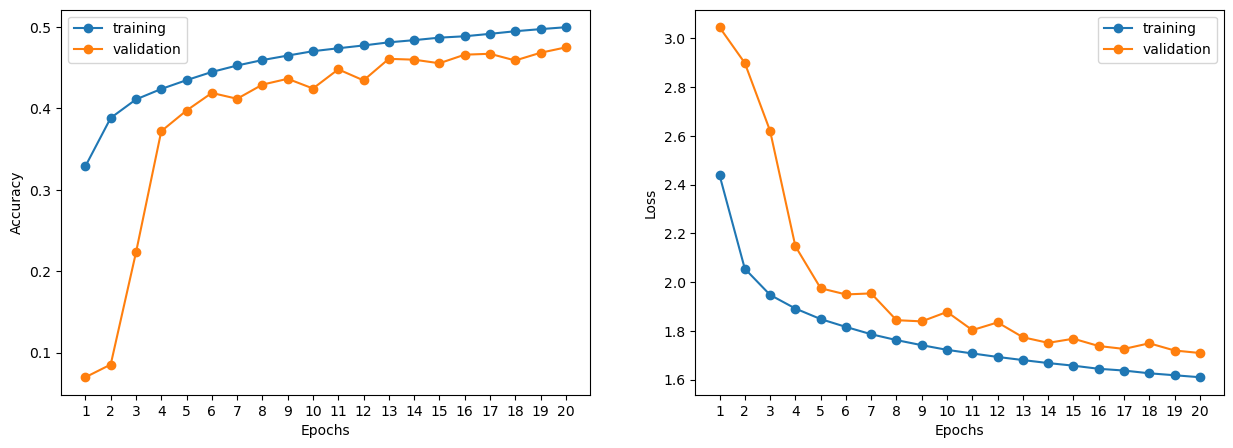 0.5
0.4
0.3
0.2
0.1
Accuracy
training
validation
1 2 3 4 5 6 7 8 9 10 11 12 13 14 15 16 17 18 19 20
Epochs
3.0
2.8
2.6
2.4
2.2
2.0
1.8
1.6
Loss
training
validation
1 2 3 4 5 6 7 8 9 10 11 12 13 14 15 16 17 18 19 20
Epochs